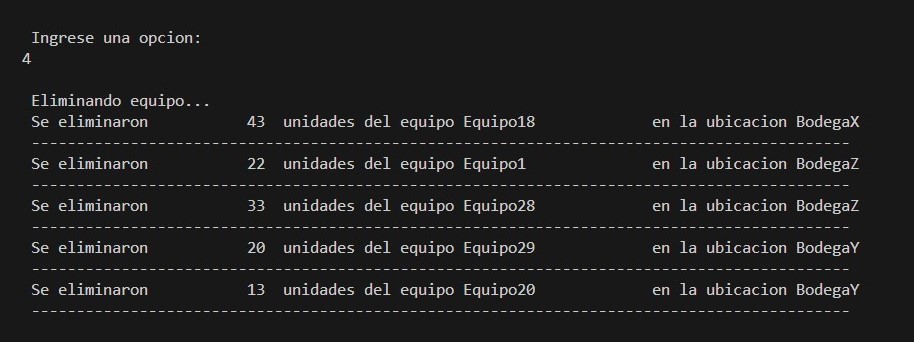 Ingrese una opcion:
4
Eliminando equipo...
Se eliminaron           43  unidades del equipo Equipo18             en la ubicacion BodegaX
-------------------------------------------------------------------------------------------
Se eliminaron           22  unidades del equipo Equipo1              en la ubicacion BodegaZ
-------------------------------------------------------------------------------------------
Se eliminaron           33  unidades del equipo Equipo28             en la ubicacion BodegaZ
-------------------------------------------------------------------------------------------
Se eliminaron           20  unidades del equipo Equipo29             en la ubicacion BodegaY
-------------------------------------------------------------------------------------------
Se eliminaron           13  unidades del equipo Equipo20             en la ubicacion BodegaY
-------------------------------------------------------------------------------------------